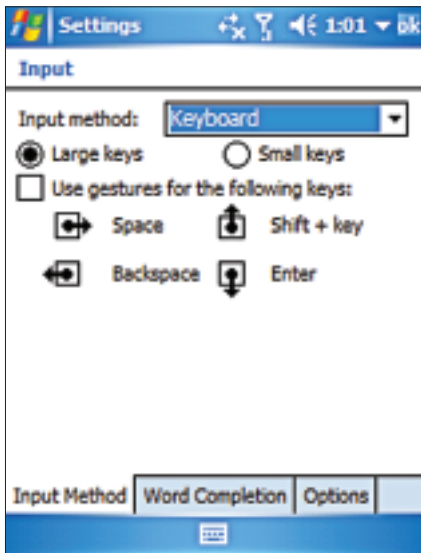 Settings 1:01 ok
Input
Input method: Keyboard
Large keys Small keys
Use gestures for the following keys:
Space Shift + key
Backspace Enter
Input Method Word Completion Options